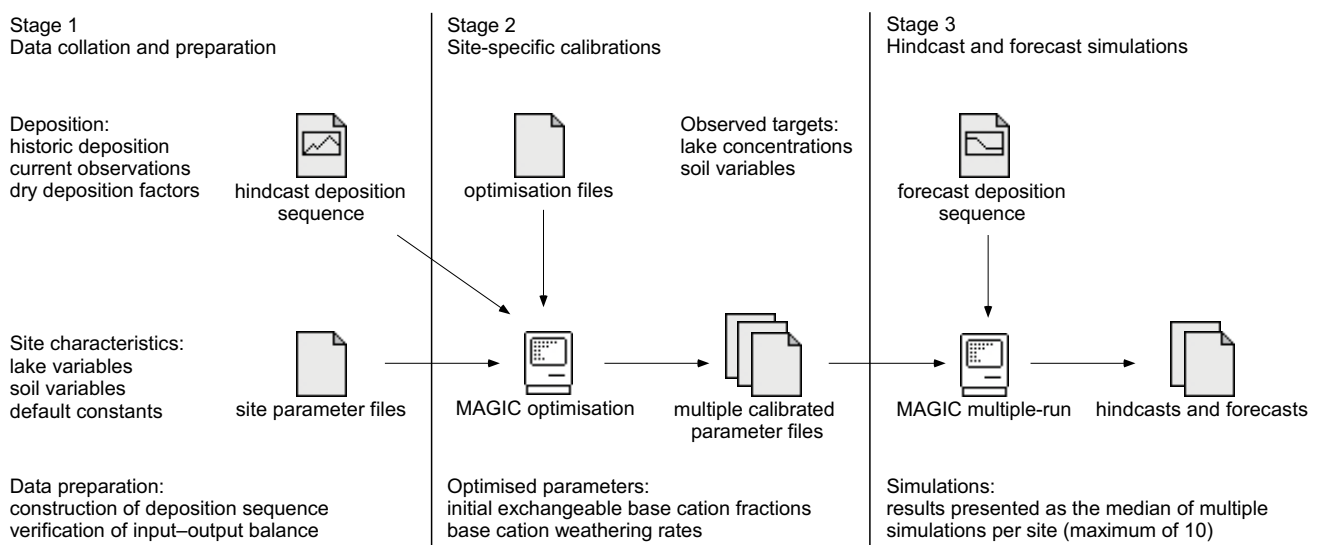 Stage 1
Data collation and preparation
Deposition:
historic deposition
current observations
dry deposition factors
hindcast deposition
sequence
Site characteristics:
lake variables
soil variables
default constants
site parameter files
Data preparation:
construction of deposition sequence
verification of input–output balance
Stage 2
Site-specific calibrations
optimisation files
Observed targets:
lake concentrations
soil variables
MAGIC optimisation
multiple calibrated
parameter files
Optimised parameters:
initial exchangeable base cation fractions
base cation weathering rates
Stage 3
Hindcast and forecast simulations
forecast deposition
sequence
MAGIC multiple-run
hindcasts and forecasts
Simulations:
results presented as the median of multiple
simulations per site (maximum of 10)